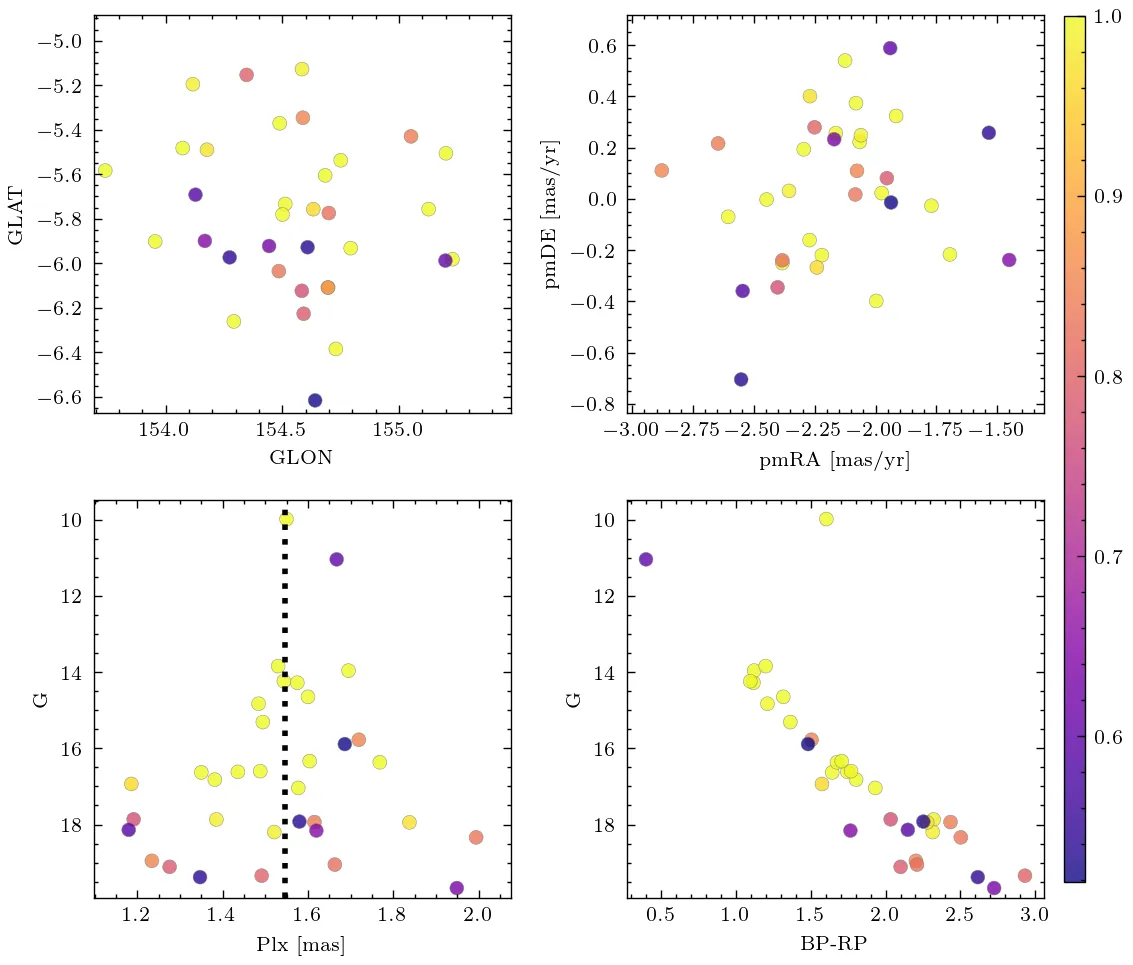 −5.0
−5.2
−5.4
−5.6
−5.8
−6.0
−6.2
−6.4
−6.6
GLAT
154.0 154.5 155.0
GLON
0.6
0.4
0.2
0.0
−0.2
−0.4
−0.6
−0.8
pmDE [mas/yr]
−3.00 −2.75 −2.50 −2.25 −2.00 −1.75 −1.50
pmRA [mas/yr]
1.0
0.9
0.8
0.7
0.6
10
12
14
16
18
G
1.2 1.4 1.6 1.8 2.0
Plx [mas]
10
12
14
16
18
G
0.5 1.0 1.5 2.0 2.5 3.0
BP-RP